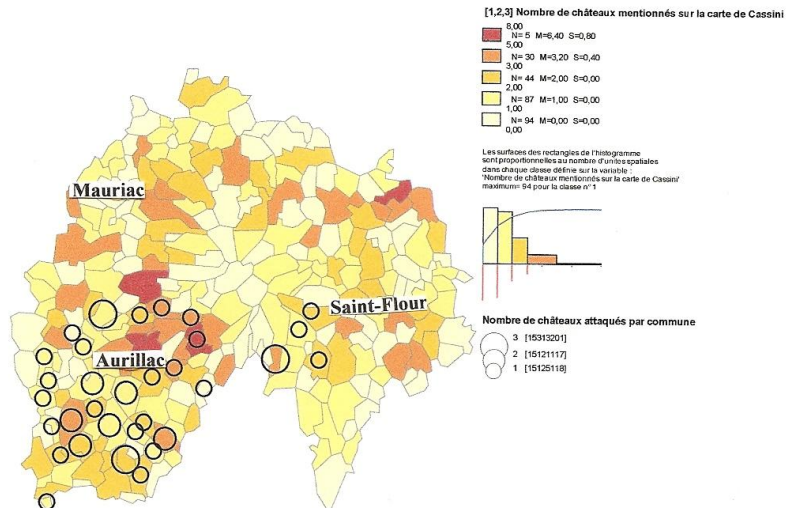 [1,2,3] Nombre de châteaux mentionnés sur la carte de Cassini
8,00
N= 5 M=6,40 S=0,80
5,00
N= 30 M=3,20 S=0,40
3,00
N= 44 M=2,00 S=0,00
2,00
N= 87 M=1,00 S=0,00
1,00
N= 94 M=0,00 S=0,00
0,00
Les surfaces des rectangles de l'histogramme
sont proportionnelles au nombre d'unites spatiales
dans chaque classe définie sur la variable :
'Nombre de châteaux mentionnés sur la carte de Cassini'
maximum= 94 pour la classe n° 1
Mauriac
Saint-Flour
Aurillac
Nombre de châteaux attaqués par commune
3 [15313201]
2 [15121117]
1 [15125118]